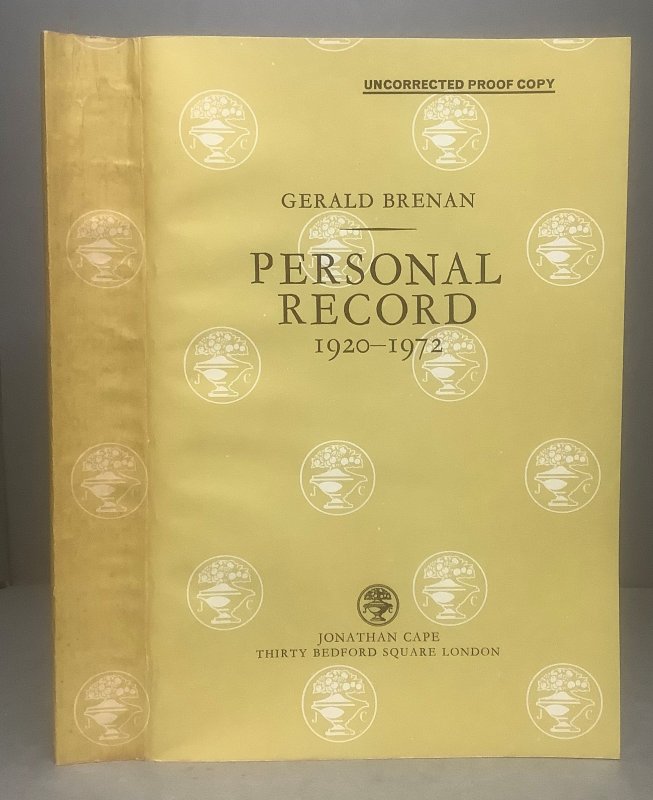 UNCORRECTED PROOF COPY
GERALD BRENAN
PERSONAL
RECORD
1920–1972
JONATHAN CAPE
THIRTY BEDFORD SQUARE LONDON
J C
J C
J C
J C
J C
J C
J C
J C
J C
J C
J C
J C